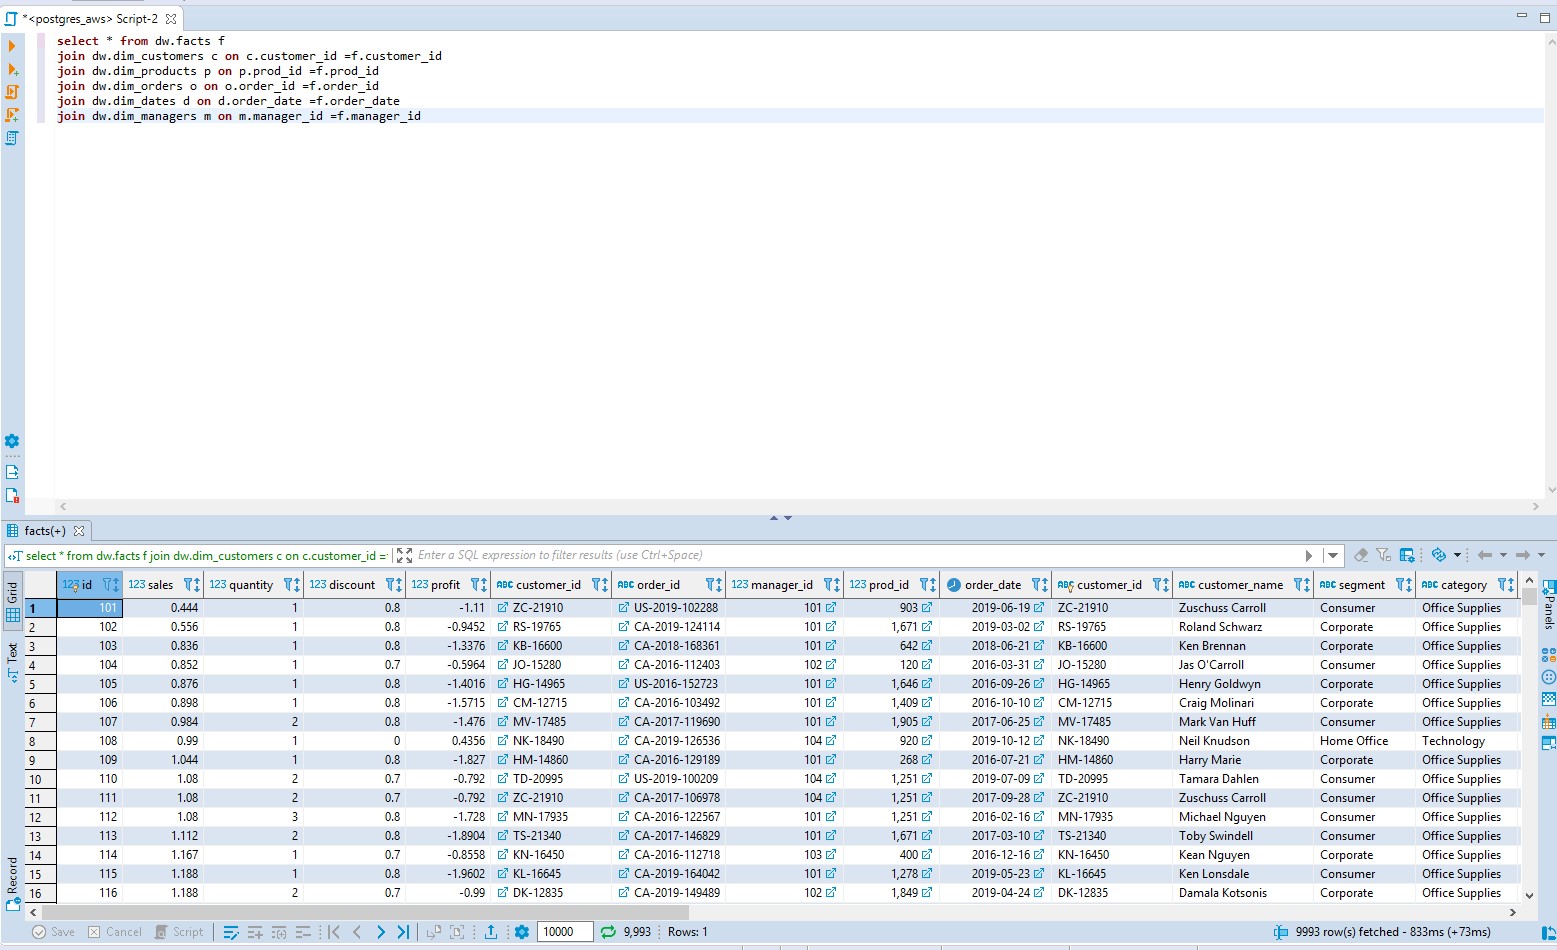 *<postgres_aws> Script-2
select * from dw.facts f
join dw.dim_customers c on c.customer_id =f.customer_id
join dw.dim_products p on p.prod_id =f.prod_id
join dw.dim_orders o on o.order_id =f.order_id
join dw.dim_dates d on d.order_date =f.order_date
join dw.dim_managers m on m.manager_id =f.manager_id
facts(+)
select * from dw.facts f join dw.dim_customers c on c.customer_id = Enter a SQL expression to filter results (use Ctrl+Space)
Grid
Text
Record
Panels
123 id 123 sales 123 quantity 123 discount 123 profit ABC customer_id ABC order_id 123 manager_id 123 prod_id order_date ABC customer_id ABC customer_name ABC segment ABC category
1 101 0.444 1 0.8 -1.11 ZC-21910 US-2019-102288 101 903 2019-06-19 ZC-21910 Zuschuss Carroll Consumer Office Supplies
2 102 0.556 1 0.8 -0.9452 RS-19765 CA-2019-124114 101 1,671 2019-03-02 RS-19765 Roland Schwarz Corporate Office Supplies
3 103 0.836 1 0.8 -1.3376 KB-16600 CA-2018-168361 101 642 2018-06-21 KB-16600 Ken Brennan Corporate Office Supplies
4 104 0.852 1 0.7 -0.5964 JO-15280 CA-2016-112403 102 120 2016-03-31 JO-15280 Jas O'Carroll Consumer Office Supplies
5 105 0.876 1 0.8 -1.4016 HG-14965 US-2016-152723 101 1,646 2016-09-26 HG-14965 Henry Goldwyn Corporate Office Supplies
6 106 0.898 1 0.8 -1.5715 CM-12715 CA-2016-103492 101 1,409 2016-10-10 CM-12715 Craig Molinari Corporate Office Supplies
7 107 0.984 2 0.8 -1.476 MV-17485 CA-2017-119690 101 1,905 2017-06-25 MV-17485 Mark Van Huff Consumer Office Supplies
8 108 0.99 1 0 0.4356 NK-18490 CA-2019-126536 104 920 2019-10-12 NK-18490 Neil Knudson Home Office Technology
9 109 1.044 1 0.8 -1.827 HM-14860 CA-2016-129189 101 268 2016-07-21 HM-14860 Harry Marie Corporate Office Supplies
10 110 1.08 2 0.7 -0.792 TD-20995 US-2019-100209 104 1,251 2019-07-09 TD-20995 Tamara Dahlen Consumer Office Supplies
11 111 1.08 2 0.7 -0.792 ZC-21910 CA-2017-106978 104 1,251 2017-09-28 ZC-21910 Zuschuss Carroll Consumer Office Supplies
12 112 1.08 3 0.8 -1.728 MN-17935 CA-2016-122567 101 1,251 2016-02-16 MN-17935 Michael Nguyen Consumer Office Supplies
13 113 1.112 2 0.8 -1.8904 TS-21340 CA-2017-146829 101 1,671 2017-03-10 TS-21340 Toby Swindell Consumer Office Supplies
14 114 1.167 1 0.7 -0.8558 KN-16450 CA-2016-112718 103 400 2016-12-16 KN-16450 Kean Nguyen Corporate Office Supplies
15 115 1.188 1 0.8 -1.9602 KL-16645 CA-2019-164042 101 1,278 2019-05-23 KL-16645 Ken Lonsdale Consumer Office Supplies
16 116 1.188 2 0.7 -0.99 DK-12835 CA-2019-149489 102 1,849 2019-04-24 DK-12835 Damala Kotsonis Corporate Office Supplies
Save Cancel Script 10000 9,993 Rows: 1 9993 row(s) fetched - 833ms (+73ms)